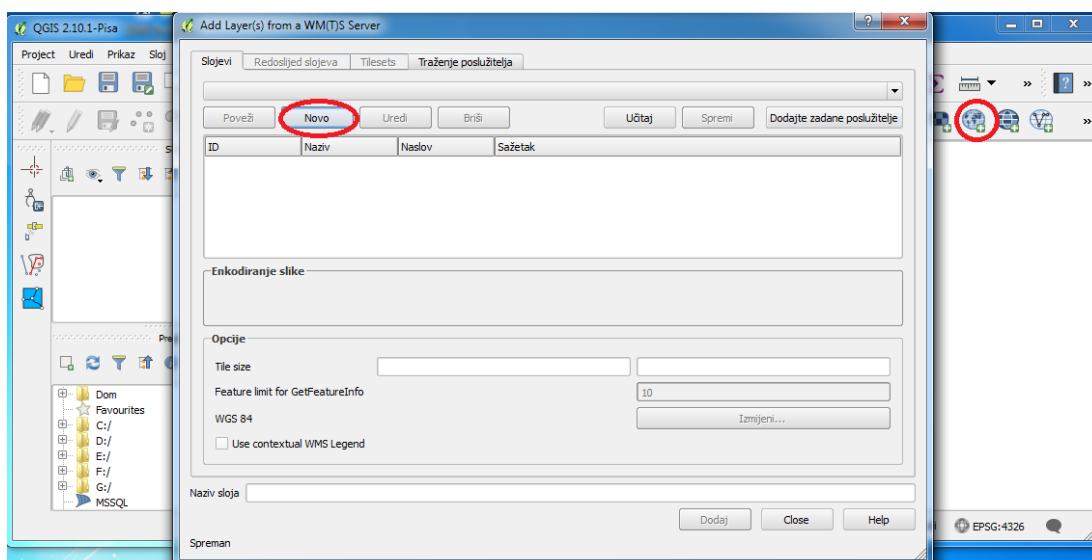 QGIS 2.10.1-Pisa
Add Layer(s) from a WM(T)S Server
Project Uredi Prikaz Sloj
Slojevi Redoslijed slojeva Tilesets Traženje poslužitelja
Poveži Novo Uredi Briši Učitaj Spremi Dodajte zadane poslužitelje
ID Naziv Naslov Sažetak
Enkodiranje slike
Opcije
Tile size
Feature limit for GetFeatureInfo 10
WGS 84 Izmijeni...
Use contextual WMS Legend
Pre
Dom
Favourites
C:/
D:/
E:/
F:/
G:/
MSSQL
Naziv sloja
Dodaj Close Help
EPSG:4326
Spreman